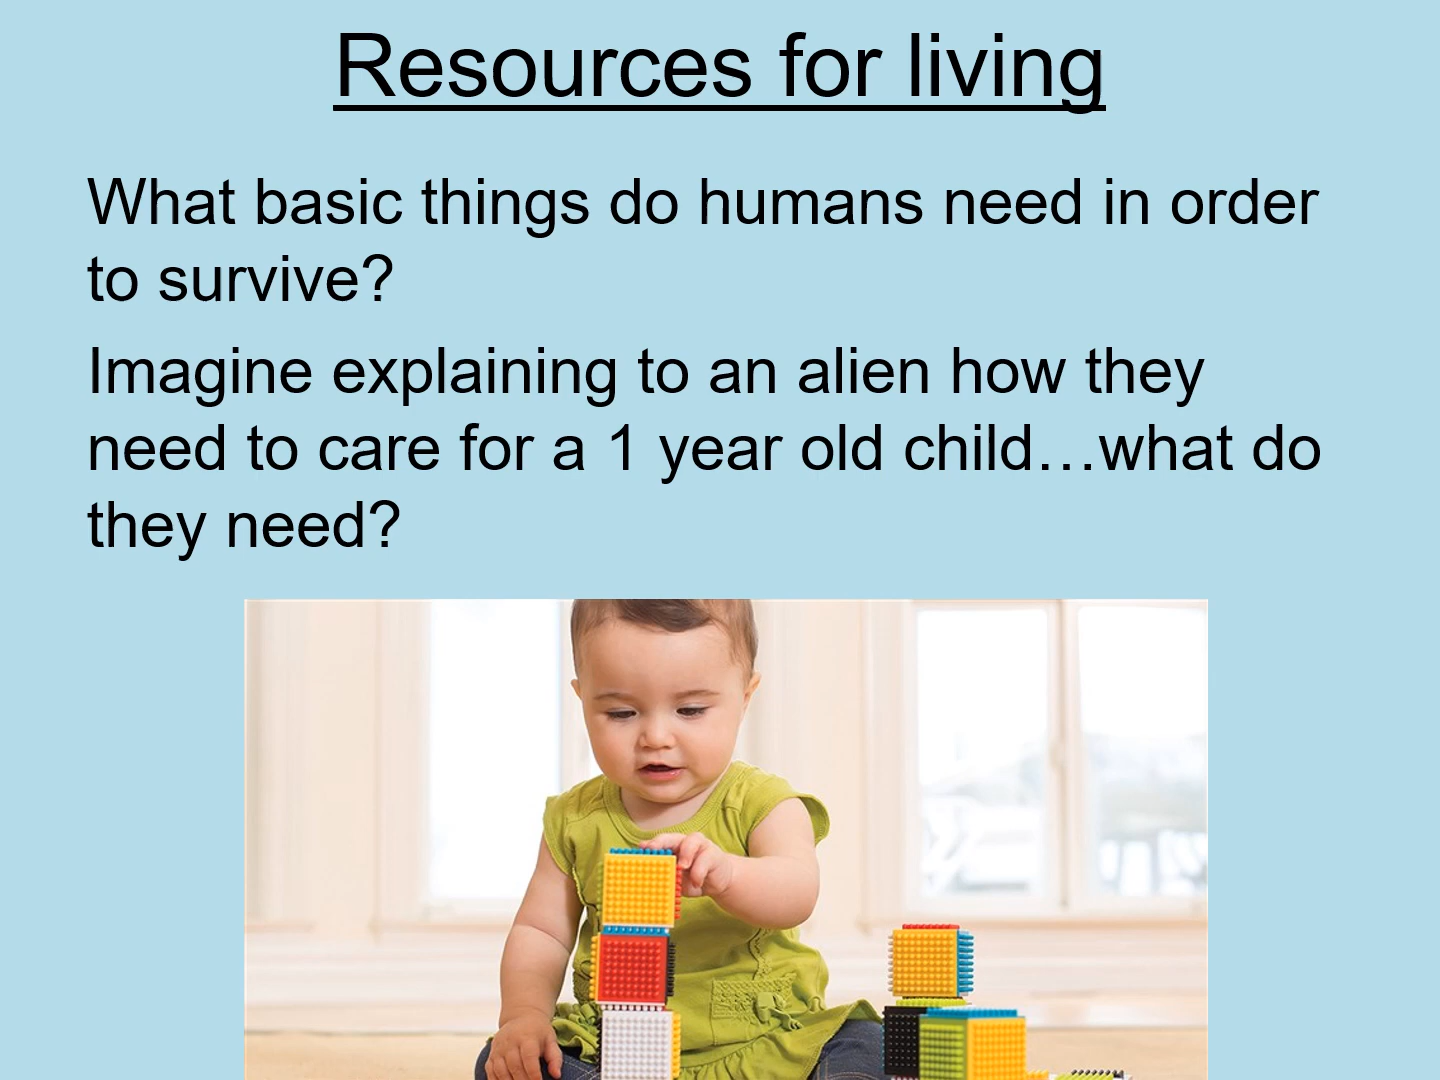 Resources for living
What basic things do humans need in order
to survive?
Imagine explaining to an alien how they
need to care for a 1 year old child…what do
they need?